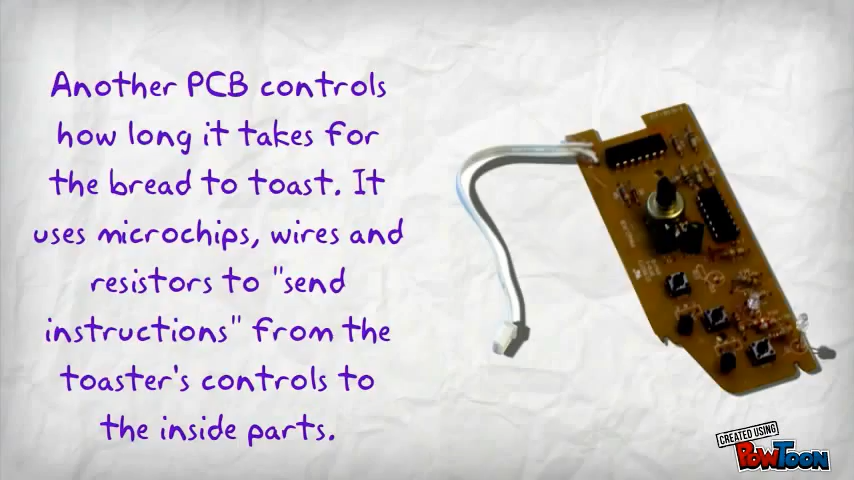 Another PCB controls
how long it takes for
the bread to toast. It
uses microchips, wires and
resistors to "send
instructions" from the
toaster's controls to
the inside parts.
CREATED USING
POWTOON